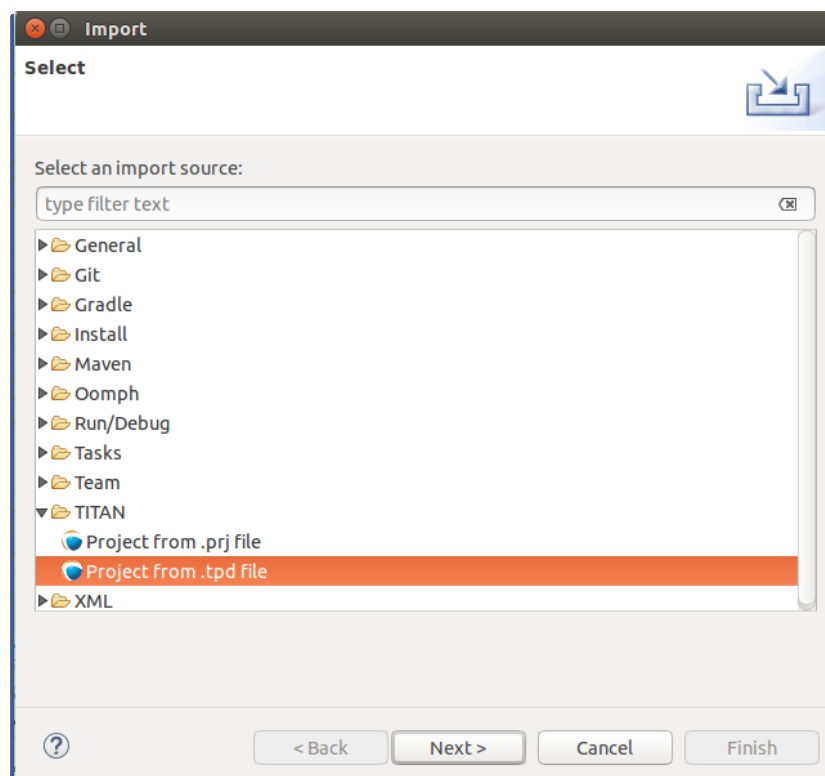 Import
Select
Select an import source:
type filter text
General
Git
Gradle
Install
Maven
Oomph
Run/Debug
Tasks
Team
TITAN
Project from .prj file
Project from .tpd file
XML
? < Back Next > Cancel Finish